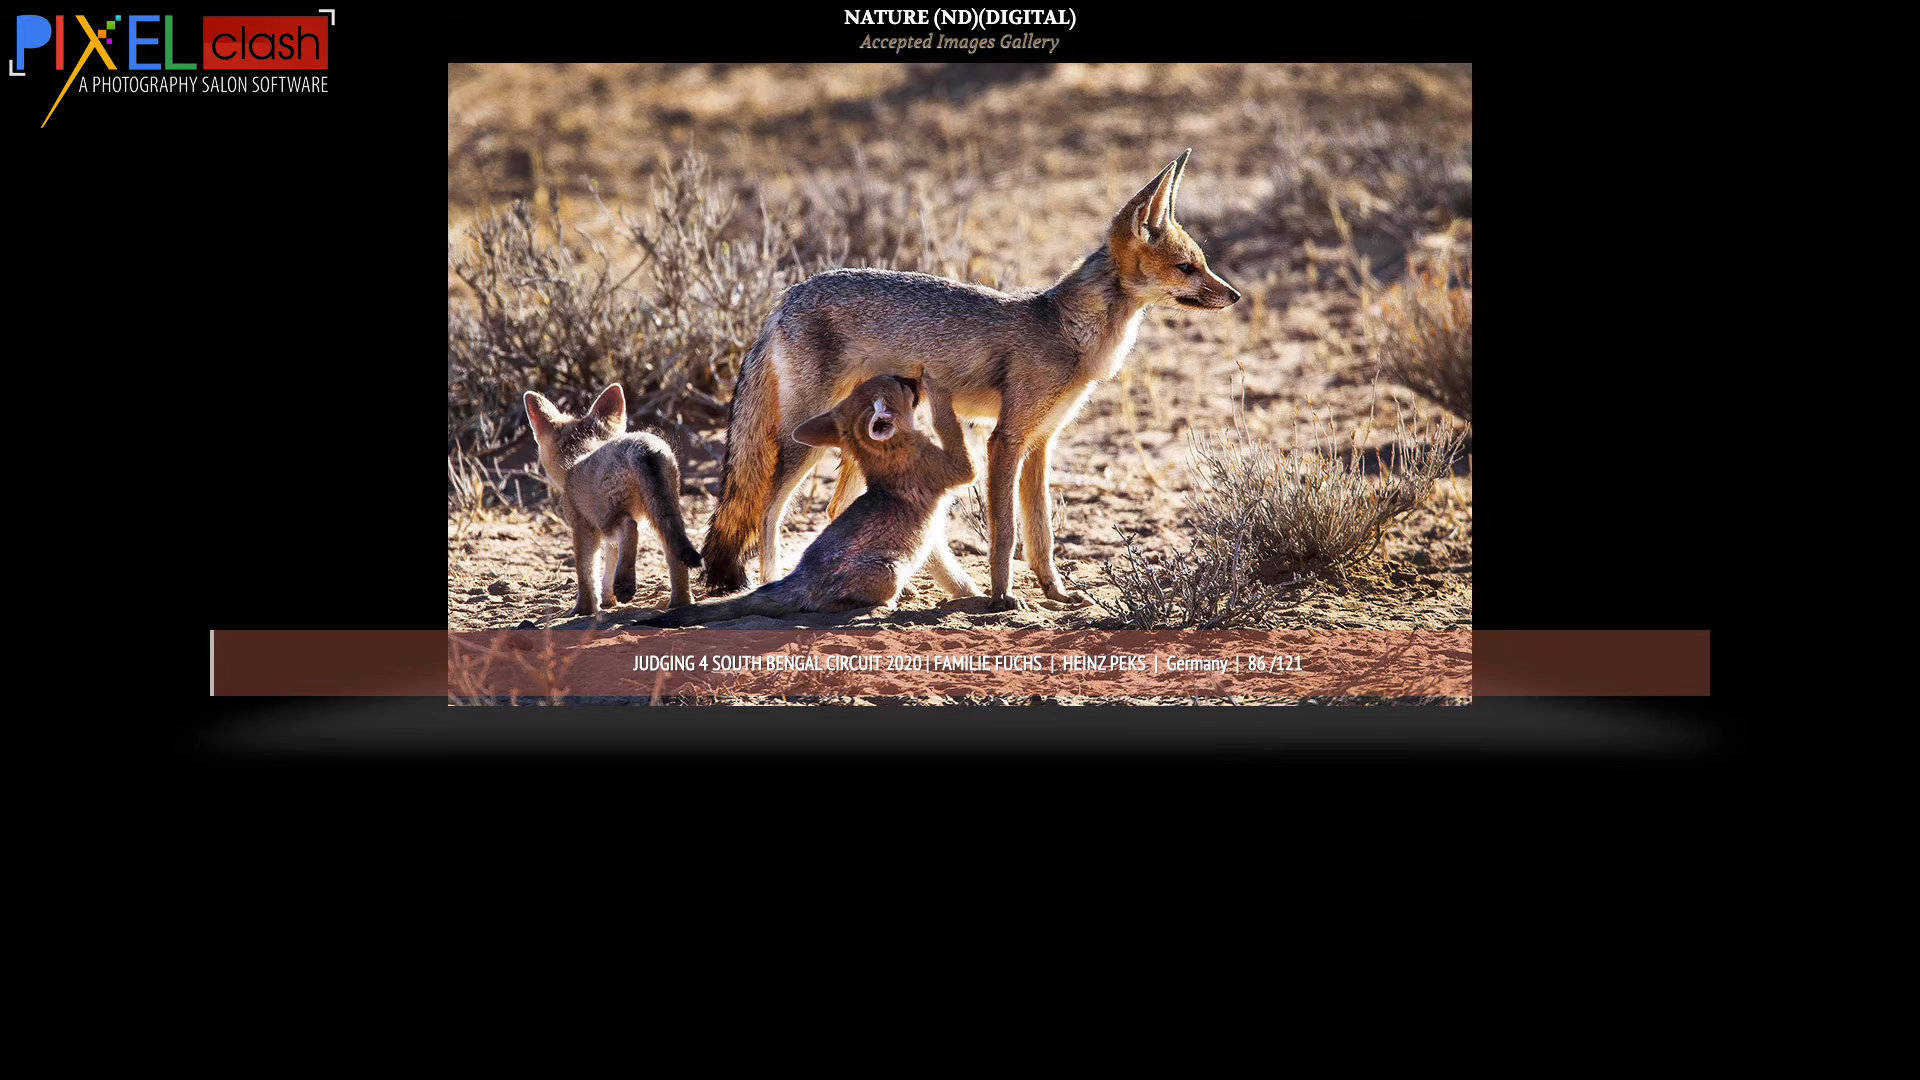 PIXEL clash
A PHOTOGRAPHY SALON SOFTWARE
NATURE (ND)(DIGITAL)
Accepted Images Gallery
JUDGING 4 SOUTH BENGAL CIRCUIT 2020 | FAMILIE FUCHS | HEINZ PEKS | Germany | 86 /121